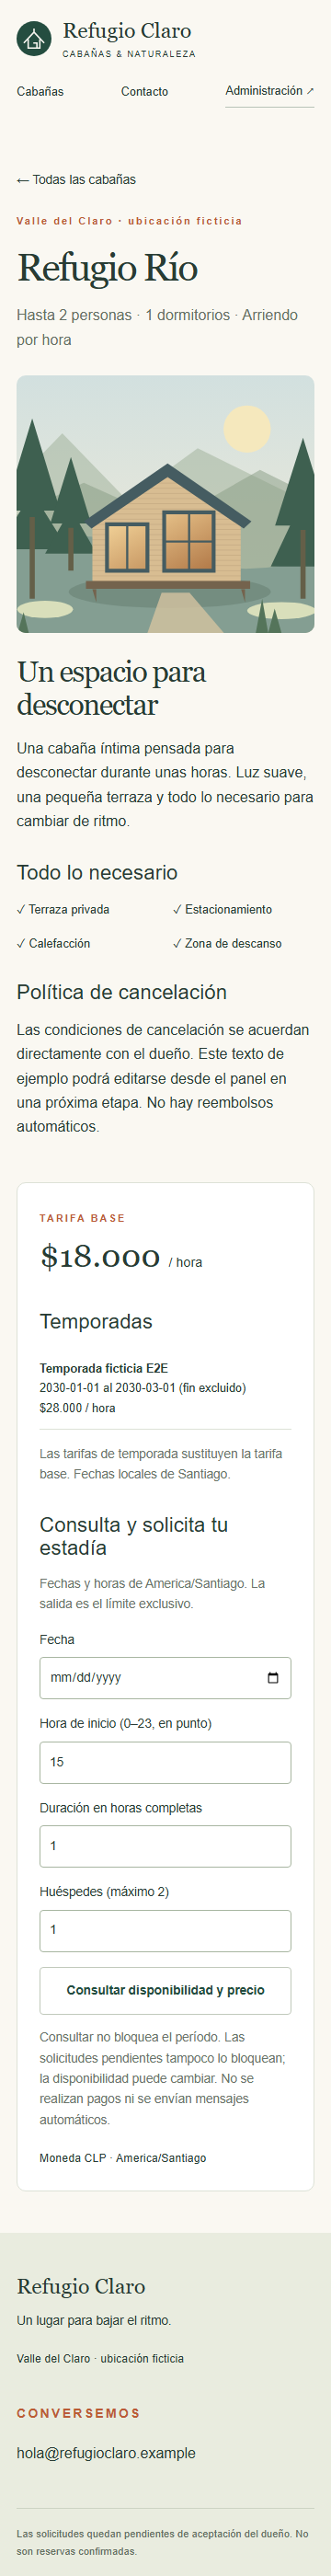 Refugio Claro
CABAÑAS & NATURALEZA
Cabañas
Contacto
Administración ↗
← Todas las cabañas
Valle del Claro · ubicación ficticia
Refugio Río
Hasta 2 personas · 1 dormitorios · Arriendo
por hora
Un espacio para
desconectar
Una cabaña íntima pensada para
desconectar durante unas horas. Luz suave,
una pequeña terraza y todo lo necesario para
cambiar de ritmo.
Todo lo necesario
✓ Terraza privada
✓ Estacionamiento
✓ Calefacción
✓ Zona de descanso
Política de cancelación
Las condiciones de cancelación se acuerdan
directamente con el dueño. Este texto de
ejemplo podrá editarse desde el panel en
una próxima etapa. No hay reembolsos
automáticos.
TARIFA BASE
$18.000 / hora
Temporadas
Temporada ficticia E2E
2030-01-01 al 2030-03-01 (fin excluido)
$28.000 / hora
Las tarifas de temporada sustituyen la tarifa
base. Fechas locales de Santiago.
Consulta y solicita tu
estadía
Fechas y horas de America/Santiago. La
salida es el límite exclusivo.
Fecha
mm/dd/yyyy
Hora de inicio (0–23, en punto)
15
Duración en horas completas
1
Huéspedes (máximo 2)
1
Consultar disponibilidad y precio
Consultar no bloquea el período. Las
solicitudes pendientes tampoco lo bloquean;
la disponibilidad puede cambiar. No se
realizan pagos ni se envían mensajes
automáticos.
Moneda CLP · America/Santiago
Refugio Claro
Un lugar para bajar el ritmo.
Valle del Claro · ubicación ficticia
CONVERSEMOS
hola@refugioclaro.example
Las solicitudes quedan pendientes de aceptación del dueño. No
son reservas confirmadas.